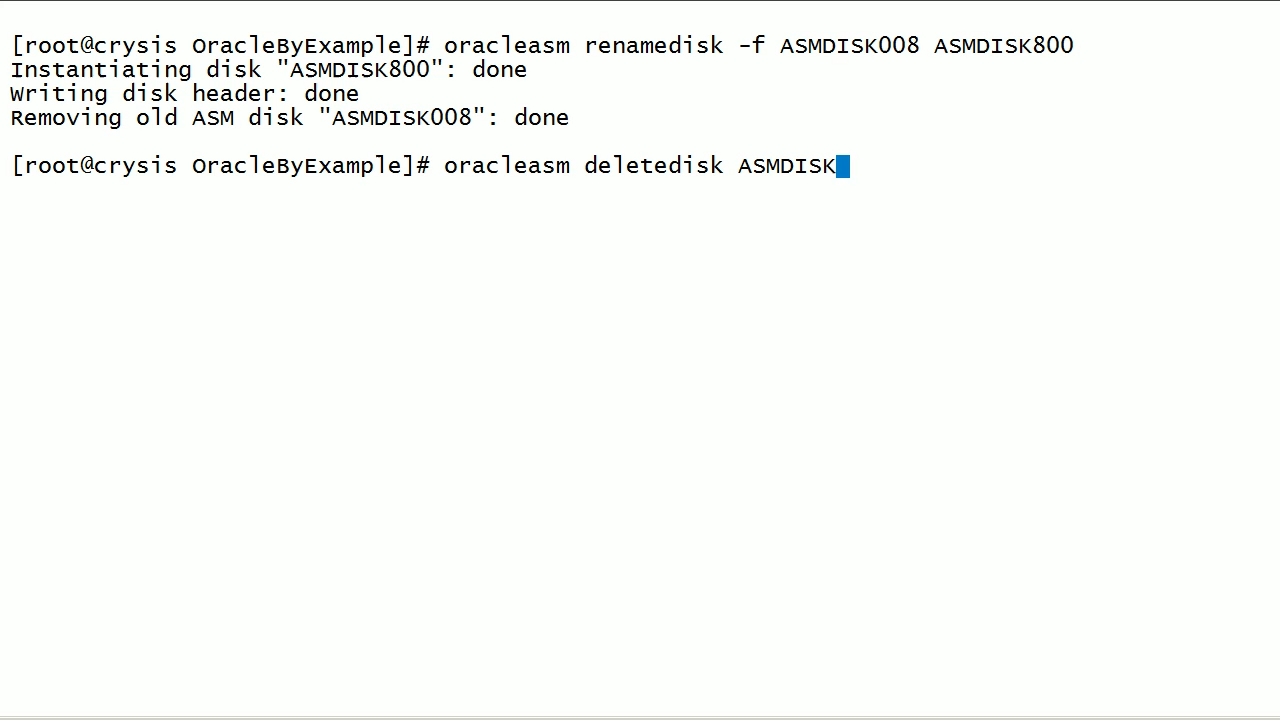 [root@crysis OracleByExample]# oracleasm renamedisk -f ASMDISK008 ASMDISK800
Instantiating disk "ASMDISK800": done
Writing disk header: done
Removing old ASM disk "ASMDISK008": done
[root@crysis OracleByExample]# oracleasm deletedisk ASMDISK